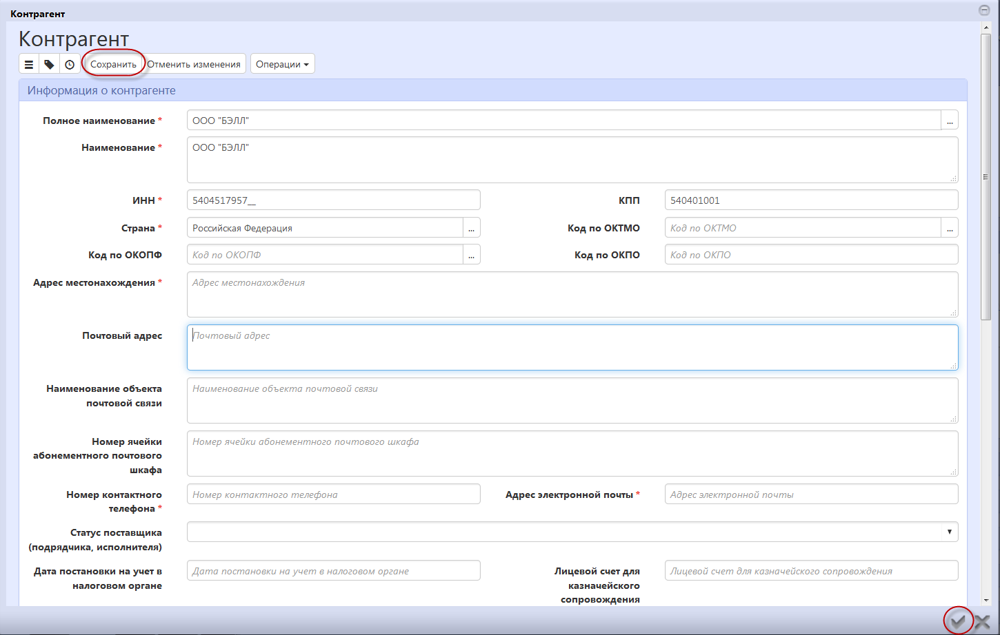 Контрагент
Контрагент
Сохранить Отменить изменения Операции
Информация о контрагенте
Полное наименование * ООО "БЭЛЛ" ...
Наименование * ООО "БЭЛЛ"
ИНН * 5404517957__ КПП 540401001
Страна * Российская Федерация ... Код по ОКТМО Код по ОКТМО ...
Код по ОКОПФ Код по ОКОПФ ... Код по ОКПО Код по ОКПО
Адрес местонахождения * Адрес местонахождения
Почтовый адрес Почтовый адрес
Наименование объекта Наименование объекта почтовой связи
почтовой связи
Номер ячейки Номер ячейки абонементного почтового шкафа
абонементного почтового
шкафа
Номер контактного Номер контактного телефона Адрес электронной почты * Адрес электронной почты
телефона *
Статус поставщика
(подрядчика, исполнителя)
Дата постановки на учет в Дата постановки на учет в налоговом органе Лицевой счет для Лицевой счет для казначейского сопровождения
налоговом органе казначейского
сопровождения